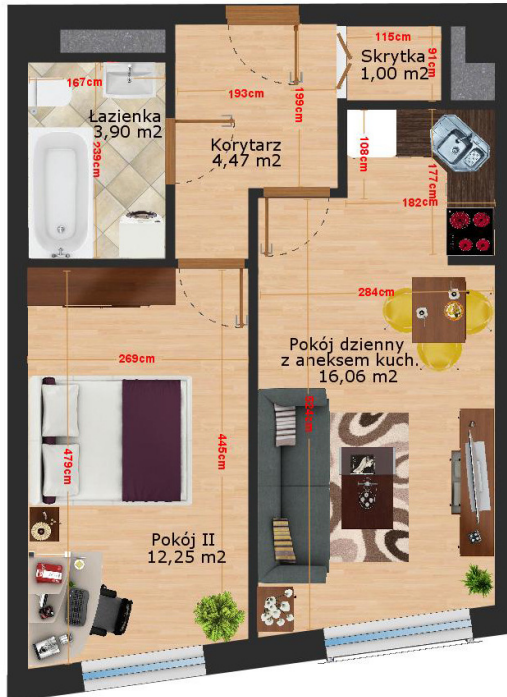 115cm
Skrytka
1,00 m2
91cm
167cm
193cm
199cm
Łazienka
3,90 m2
239cm
Korytarz
4,47 m2
108cm
177cm
182cm
284cm
Pokój dzienny
z aneksem kuch.
16,06 m2
269cm
445cm
479cm
Pokój II
12,25 m2